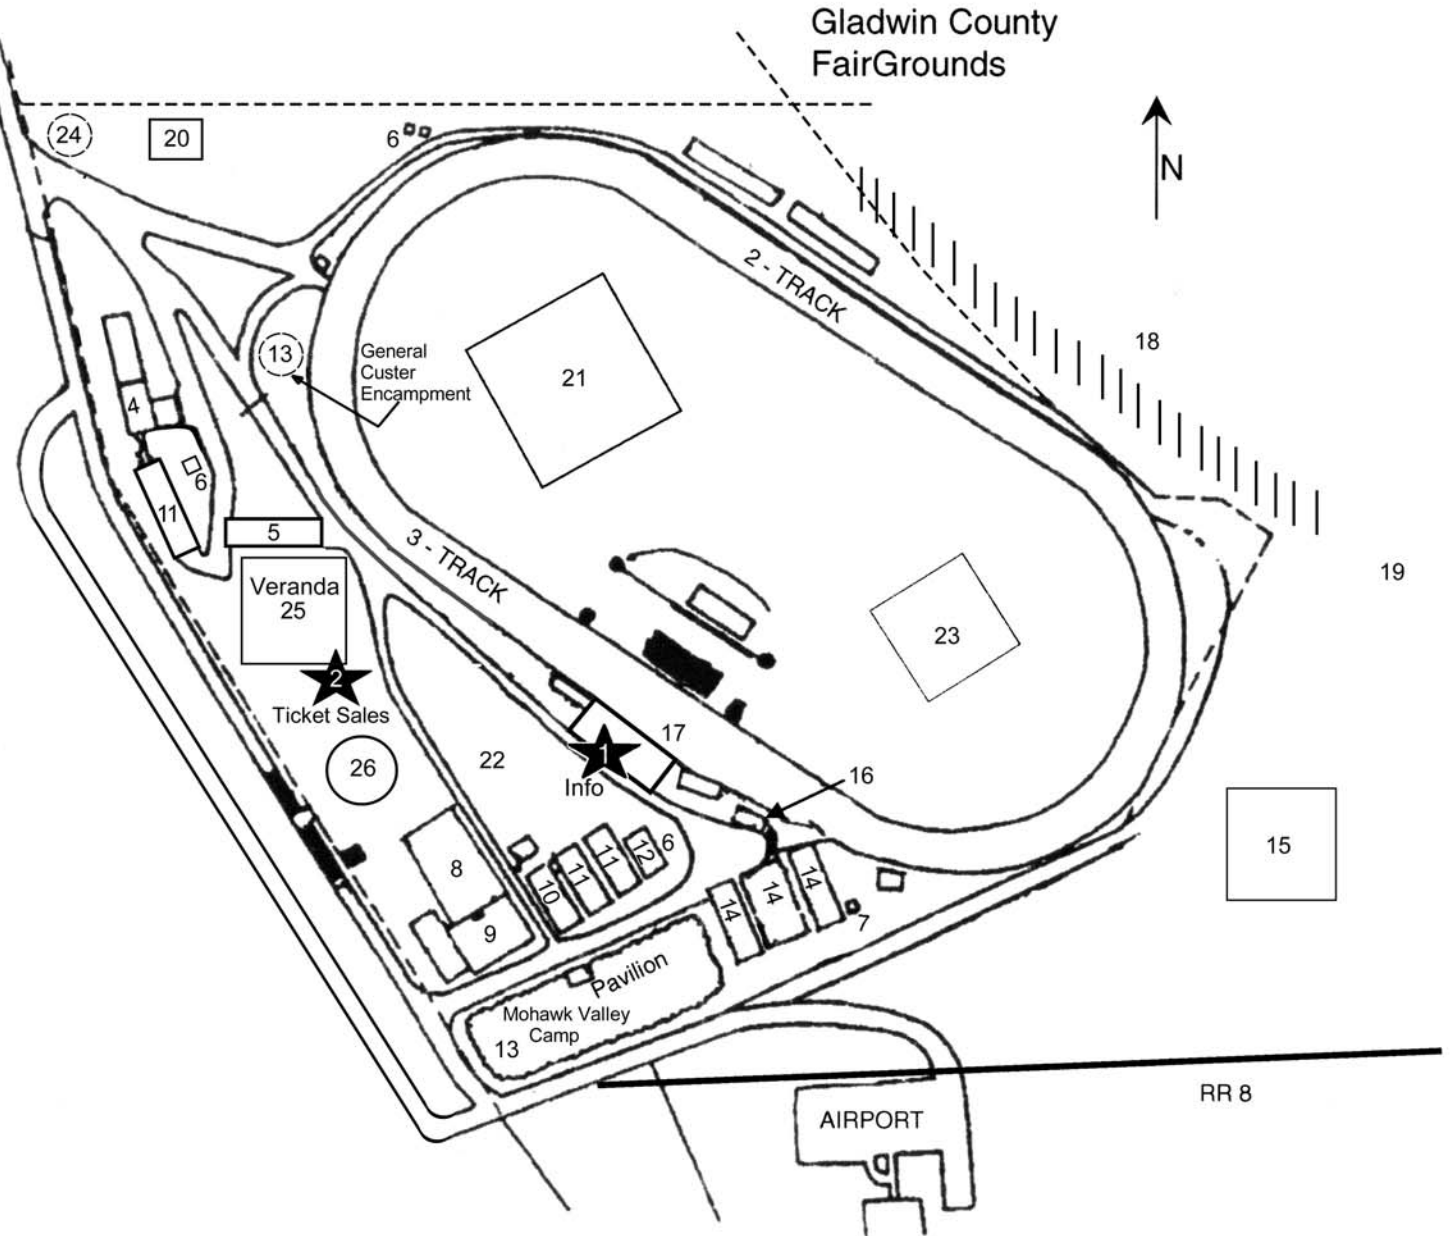 Gladwin County
FairGrounds
N
24
20
6
2 - TRACK
18
13
General
Custer
Encampment
21
4
6
11
5
3 - TRACK
19
Veranda
25
23
2
Ticket Sales
17
22
1
26
Info
16
15
6
12
11
11
8
10
14
14
14
7
9
Pavilion
Mohawk Valley
Camp
13
RR 8
AIRPORT